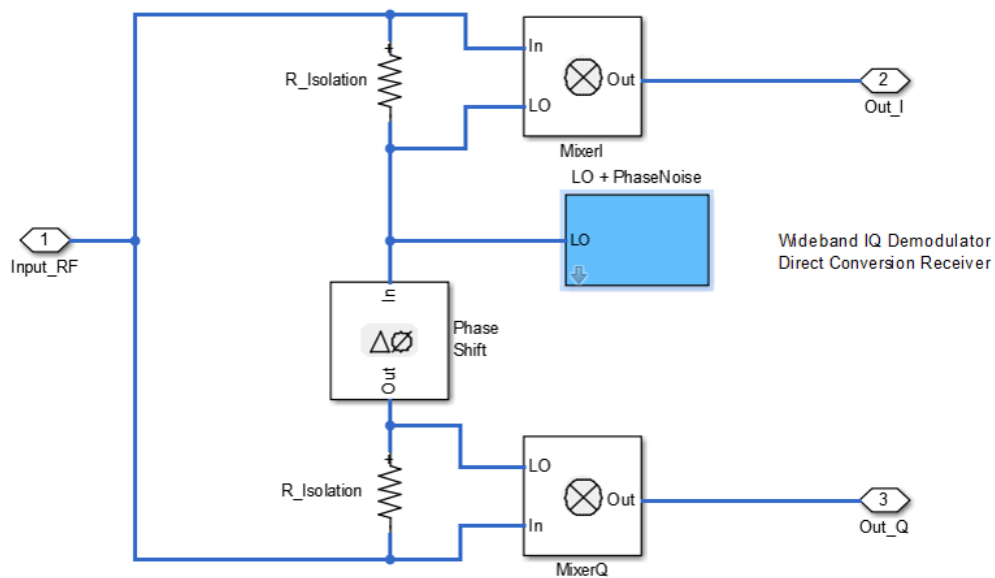 In
R_Isolation
Out
2
LO
Out_I
MixerI
LO + PhaseNoise
1
LO
Wideband IQ Demodulator
Input_RF
Direct Conversion Receiver
In
Phase
Shift
ΔØ
Out
LO
R_Isolation
Out
3
In
Out_Q
MixerQ